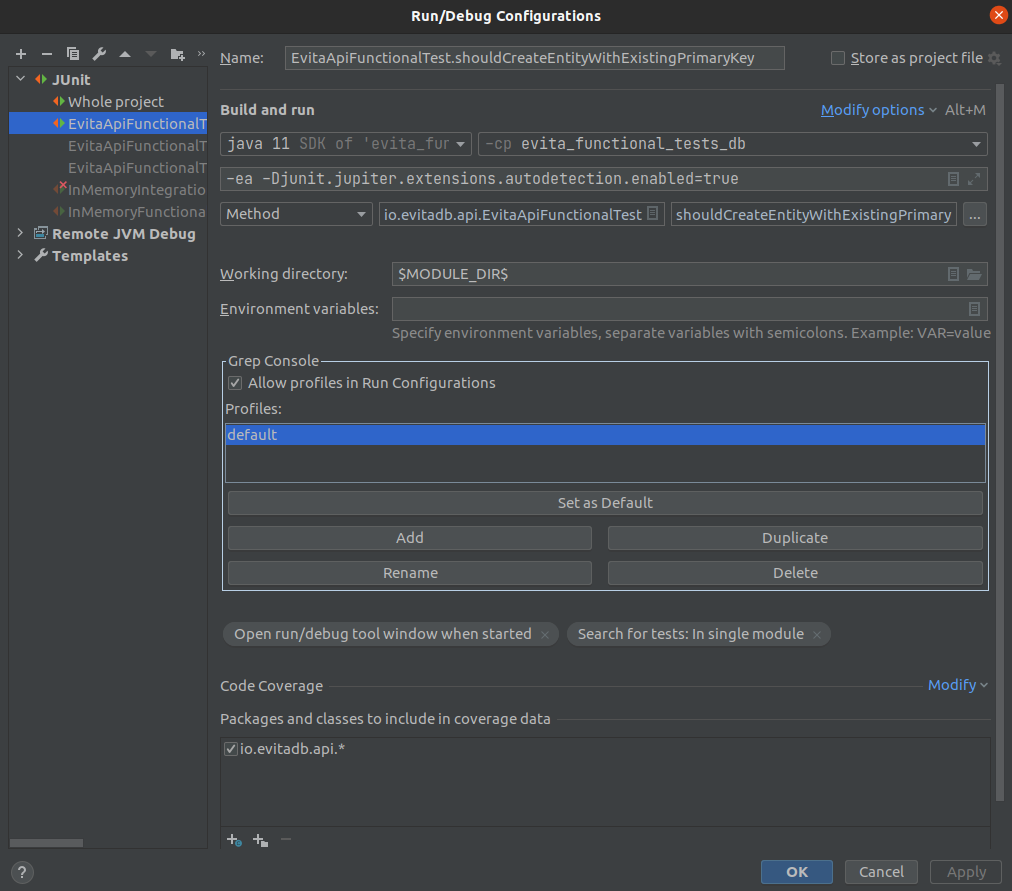 Run/Debug Configurations
»
Name: EvitaApiFunctionalTest.shouldCreateEntityWithExistingPrimaryKey Store as project file
JUnit
Whole project
EvitaApiFunctionalT
EvitaApiFunctionalT
EvitaApiFunctionalT
InMemoryIntegratio
InMemoryFunctiona
Remote JVM Debug
Templates
Build and run Modify options Alt+M
java 11 SDK of 'evita_fur -cp evita_functional_tests_db
-ea -Djunit.jupiter.extensions.autodetection.enabled=true
Method io.evitadb.api.EvitaApiFunctionalTest shouldCreateEntityWithExistingPrimary ...
Working directory: $MODULE_DIR$
Environment variables:
Specify environment variables, separate variables with semicolons. Example: VAR=value
Grep Console
Allow profiles in Run Configurations
Profiles:
default
Set as Default
Add Duplicate
Rename Delete
Open run/debug tool window when started × Search for tests: In single module ×
Code Coverage Modify
Packages and classes to include in coverage data
io.evitadb.api.*
? OK Cancel Apply